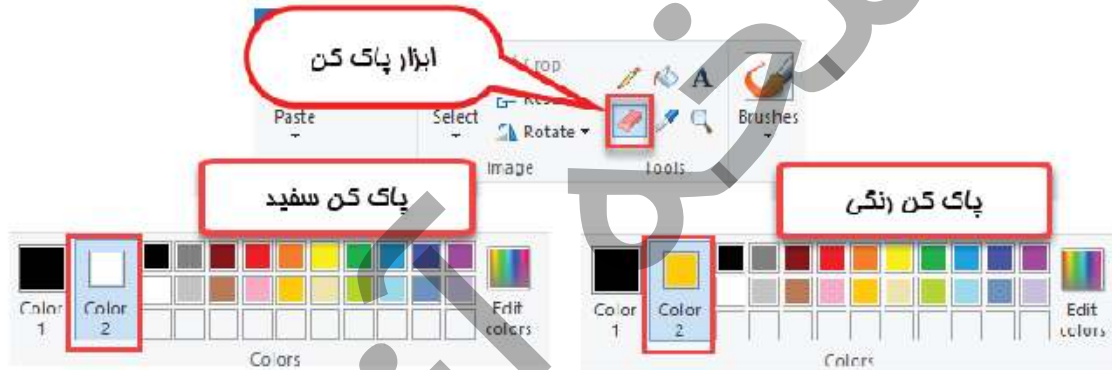 ابزار پاک کن
Crop
Paste
Select
Rotate
Brushes
Image
Tools
A
پاک کن سفید
پاک کن رنگی
Color
1
Color
2
Edit
colors
Colors
Color
1
Color
2
Edit
colors
Colors